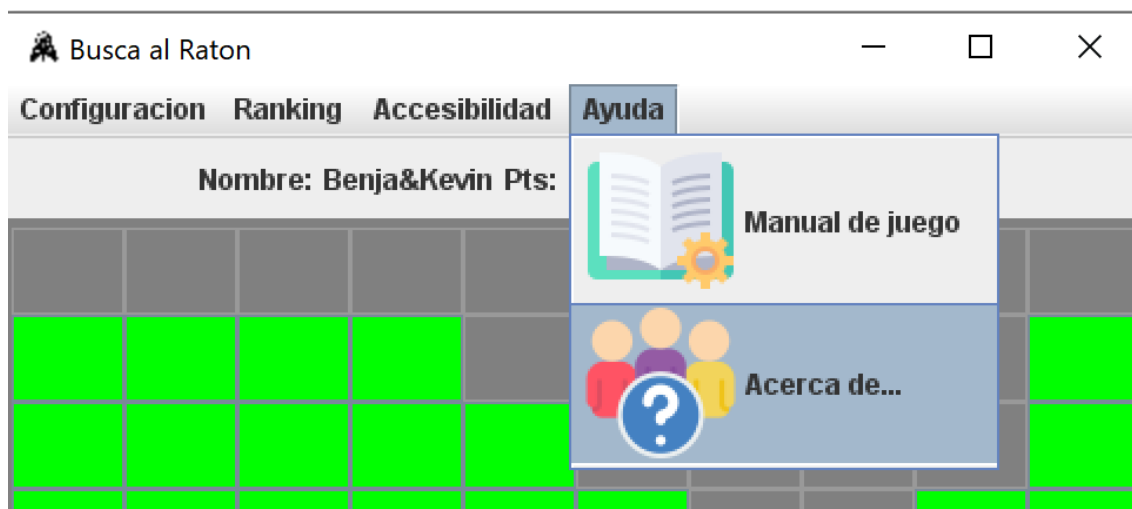 Busca al Raton
Configuracion Ranking Accesibilidad Ayuda
Nombre: Benja&Kevin Pts:
Manual de juego
?
Acerca de...